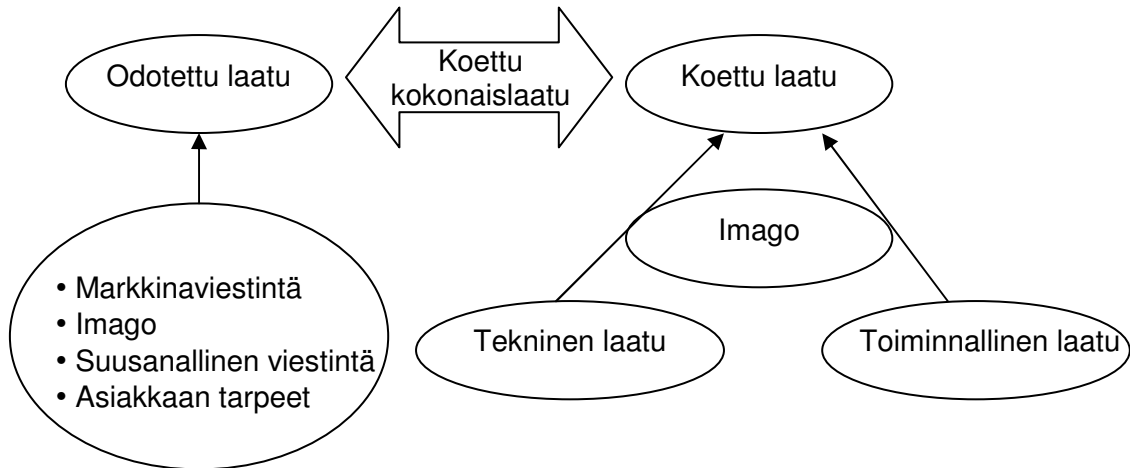 Odotettu laatu
Koettu
kokonaislaatu
Koettu laatu
Imago
• Markkinaviestintä
• Imago
• Suusanallinen viestintä
• Asiakkaan tarpeet
Tekninen laatu
Toiminnallinen laatu